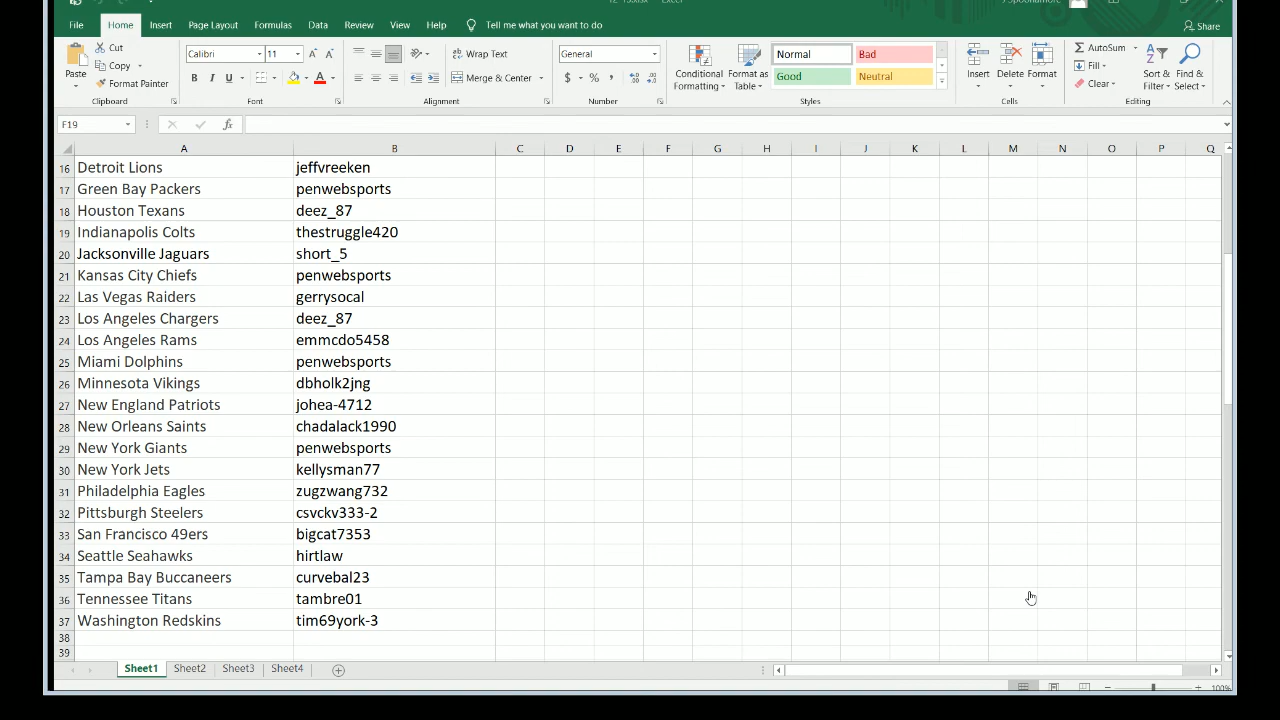 File Home Insert Page Layout Formulas Data Review View Help Tell me what you want to do Share
Paste Cut Copy Format Painter Clipboard
Calibri 11 Font
Wrap Text Merge & Center Alignment
General Number
Conditional Formatting Format as Table Normal Bad Good Neutral Styles
Insert Delete Format Cells
AutoSum Fill Clear Sort & Filter Find & Select Editing
F19 fx
A B C D E F G H I J K L M N O P Q
16 Detroit Lions jeffvreeken
17 Green Bay Packers penwebsports
18 Houston Texans deez_87
19 Indianapolis Colts thestruggle420
20 Jacksonville Jaguars short_5
21 Kansas City Chiefs penwebsports
22 Las Vegas Raiders gerrysocal
23 Los Angeles Chargers deez_87
24 Los Angeles Rams emmcdo5458
25 Miami Dolphins penwebsports
26 Minnesota Vikings dbholk2jng
27 New England Patriots johea-4712
28 New Orleans Saints chadalack1990
29 New York Giants penwebsports
30 New York Jets kellysman77
31 Philadelphia Eagles zugzwang732
32 Pittsburgh Steelers csvckv333-2
33 San Francisco 49ers bigcat7353
34 Seattle Seahawks hirtlaw
35 Tampa Bay Buccaneers curvebal23
36 Tennessee Titans tambre01
37 Washington Redskins tim69york-3
38
39
Sheet1 Sheet2 Sheet3 Sheet4
100%